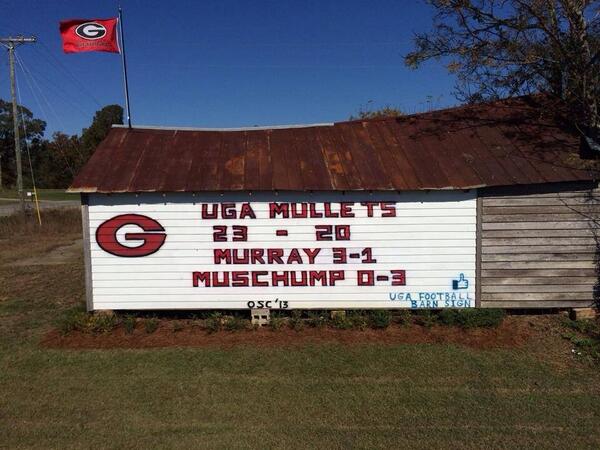 UGA MULLETS
23 - 20
MURRAY 3-1
MUSCHUMP 0-3
OSC '13
UGA FOOTBALL
BARN SIGN
G
G